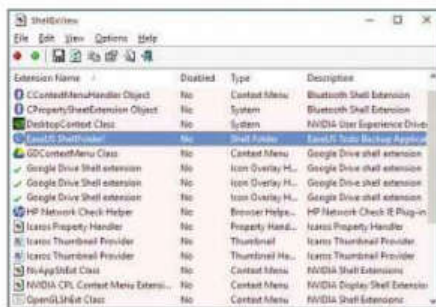 ShellExView
File Edit View Options Help
Extension Name Disabled Type Description
CContextMenuHandler Object No Context Menu Bluetooth Shell Extension
CPropertySheetExtension Object No System Bluetooth Shell Extension
DesktopContext Class No System NVIDIA User Experience Driver
EaseUS ShellFolder No Shell Folder EaseUS Todo Backup Applica
GDContextMenu Class No Context Menu Google Drive shell extension
Google Drive Shell extension No Icon Overlay H... Google Drive shell extension
Google Drive Shell extension No Icon Overlay H... Google Drive shell extension
Google Drive Shell extension No Icon Overlay H... Google Drive shell extension
HP Network Check Helper No Browser Helpe... HP Network Check IE Plug-in
Icaros Property Handler No Property Hand... Icaros Property Handler
Icaros Thumbnail Provider No Thumbnail Icaros Thumbnail Provider
Icaros Thumbnail Provider No Thumbnail Ha... Icaros Thumbnail Provider
NvAppShExt Class No Context Menu NVIDIA Shell Extensions
NVIDIA CPL Context Menu Extensi... No Context Menu NVIDIA Display Shell Extension
OpenGLShExt Class No Context Menu NVIDIA Shell Extensions